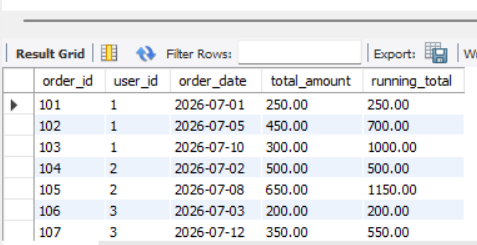 Result Grid Filter Rows: Export:
order_id user_id order_date total_amount running_total
101 1 2026-07-01 250.00 250.00
102 1 2026-07-05 450.00 700.00
103 1 2026-07-10 300.00 1000.00
104 2 2026-07-02 500.00 500.00
105 2 2026-07-08 650.00 1150.00
106 3 2026-07-03 200.00 200.00
107 3 2026-07-12 350.00 550.00